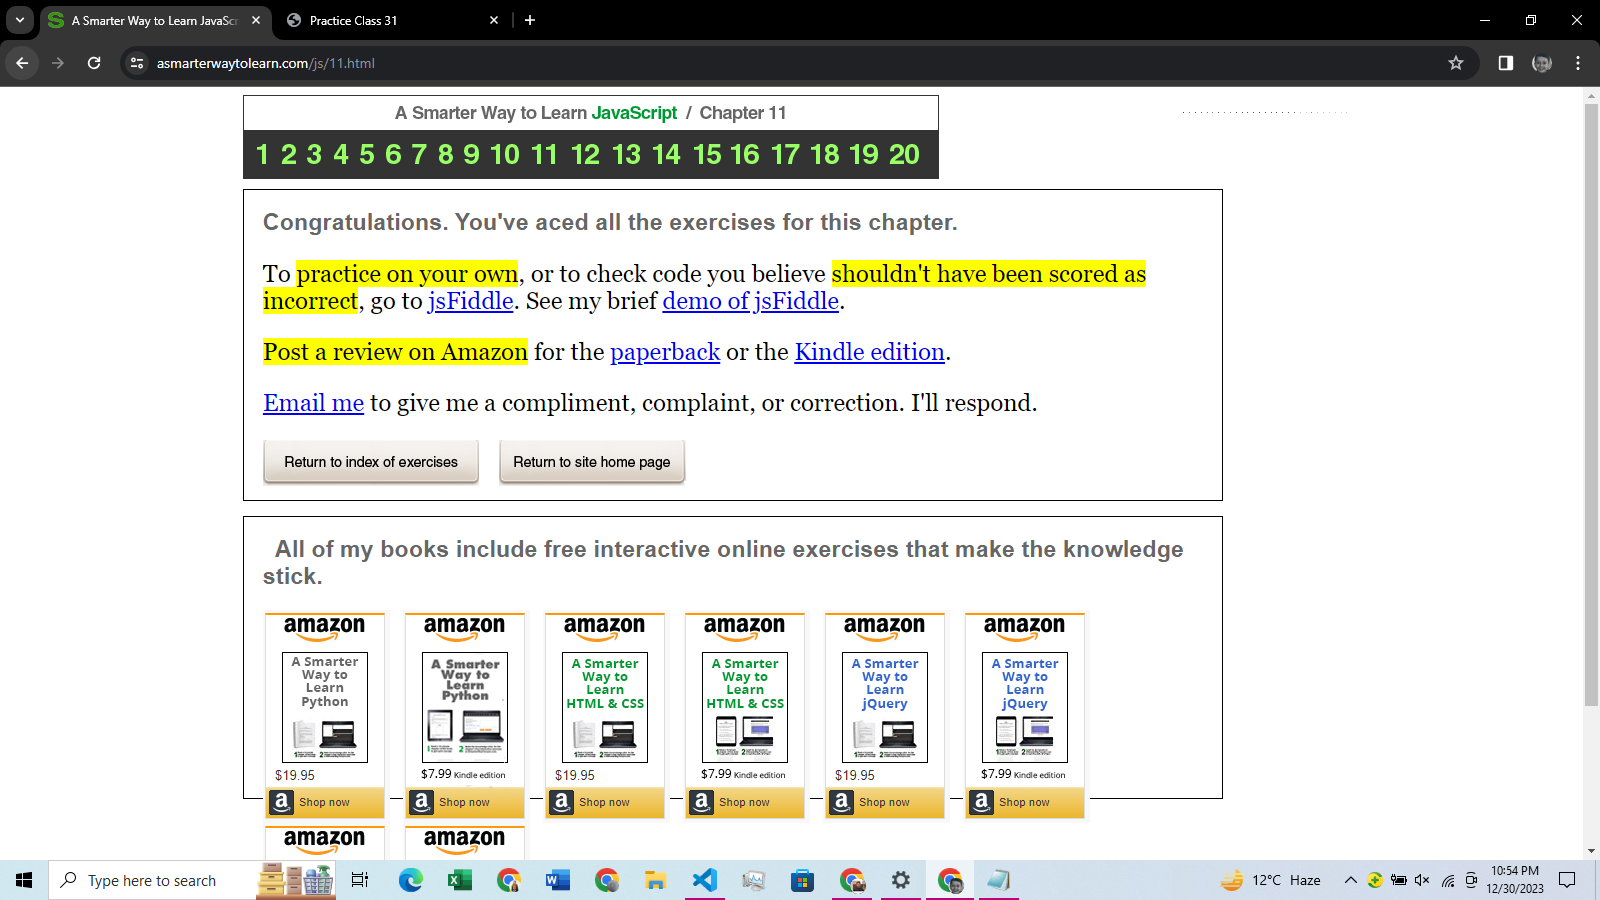 A Smarter Way to Learn JavaSc
Practice Class 31
asmarterwaytolearn.com/js/11.html
A Smarter Way to Learn JavaScript / Chapter 11
1 2 3 4 5 6 7 8 9 10 11 12 13 14 15 16 17 18 19 20
Congratulations. You've aced all the exercises for this chapter.
To practice on your own, or to check code you believe shouldn't have been scored as
incorrect, go to jsFiddle. See my brief demo of jsFiddle.
Post a review on Amazon for the paperback or the Kindle edition.
Email me to give me a compliment, complaint, or correction. I'll respond.
Return to index of exercises Return to site home page
All of my books include free interactive online exercises that make the knowledge
stick.
amazon amazon amazon amazon amazon amazon
A Smarter A Smarter A Smarter A Smarter A Smarter A Smarter
Way to Way to Way to Way to Way to Way to
Learn Learn Learn Learn Learn Learn
Python Python HTML & CSS HTML & CSS jQuery jQuery
$19.95 $7.99 Kindle edition $19.95 $7.99 Kindle edition $19.95 $7.99 Kindle edition
Shop now Shop now Shop now Shop now Shop now Shop now
amazon amazon
Type here to search
12°C Haze
10:54 PM
12/30/2023